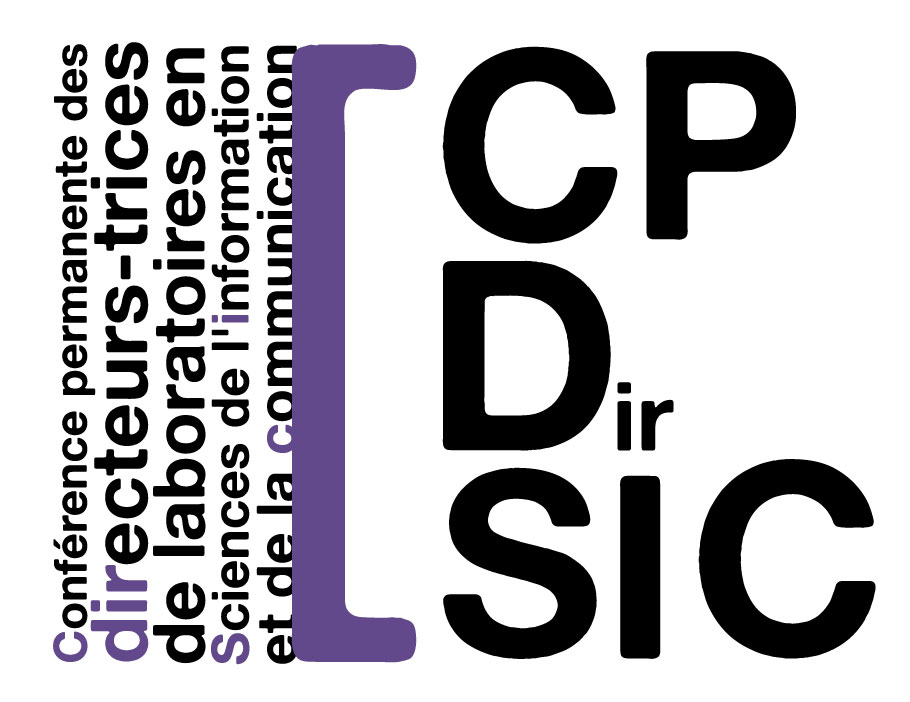 Conférence permanente des
directeurs-trices
de laboratoires en
Sciences de l'information
et de la communication
CP
Dir
SIC